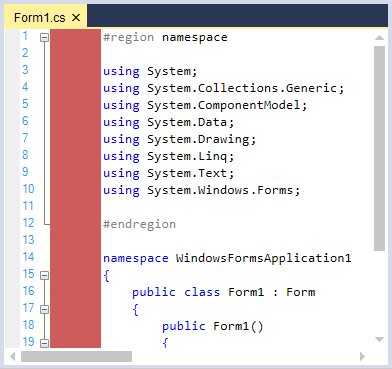 Form1.cs ×
1 #region namespace
2
3 using System;
4 using System.Collections.Generic;
5 using System.ComponentModel;
6 using System.Data;
7 using System.Drawing;
8 using System.Linq;
9 using System.Text;
10 using System.Windows.Forms;
11
12 #endregion
13
14 namespace WindowsFormsApplication1
15 {
16 public class Form1 : Form
17 {
18 public Form1()
19 {